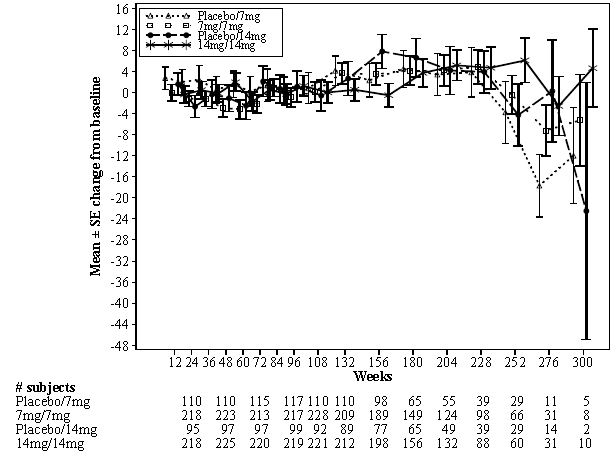 Placebo/7mg
7mg/7mg
Placebo/14mg
14mg/14mg
Mean ± SE change from baseline
16
12
8
4
0
-4
-8
-12
-16
-20
-24
-28
-32
-36
-40
-44
-48
12 24 36 48 60 72 84 96 108 132 156 180 204 228 252 276 300
Weeks
# subjects
Placebo/7mg 110 110 115 117 110 110 98 65 55 39 29 11 5
7mg/7mg 218 223 213 217 228 209 189 149 124 98 66 31 8
Placebo/14mg 95 97 97 99 92 89 77 65 49 39 29 14 2
14mg/14mg 218 225 220 219 221 212 198 156 132 88 60 31 10